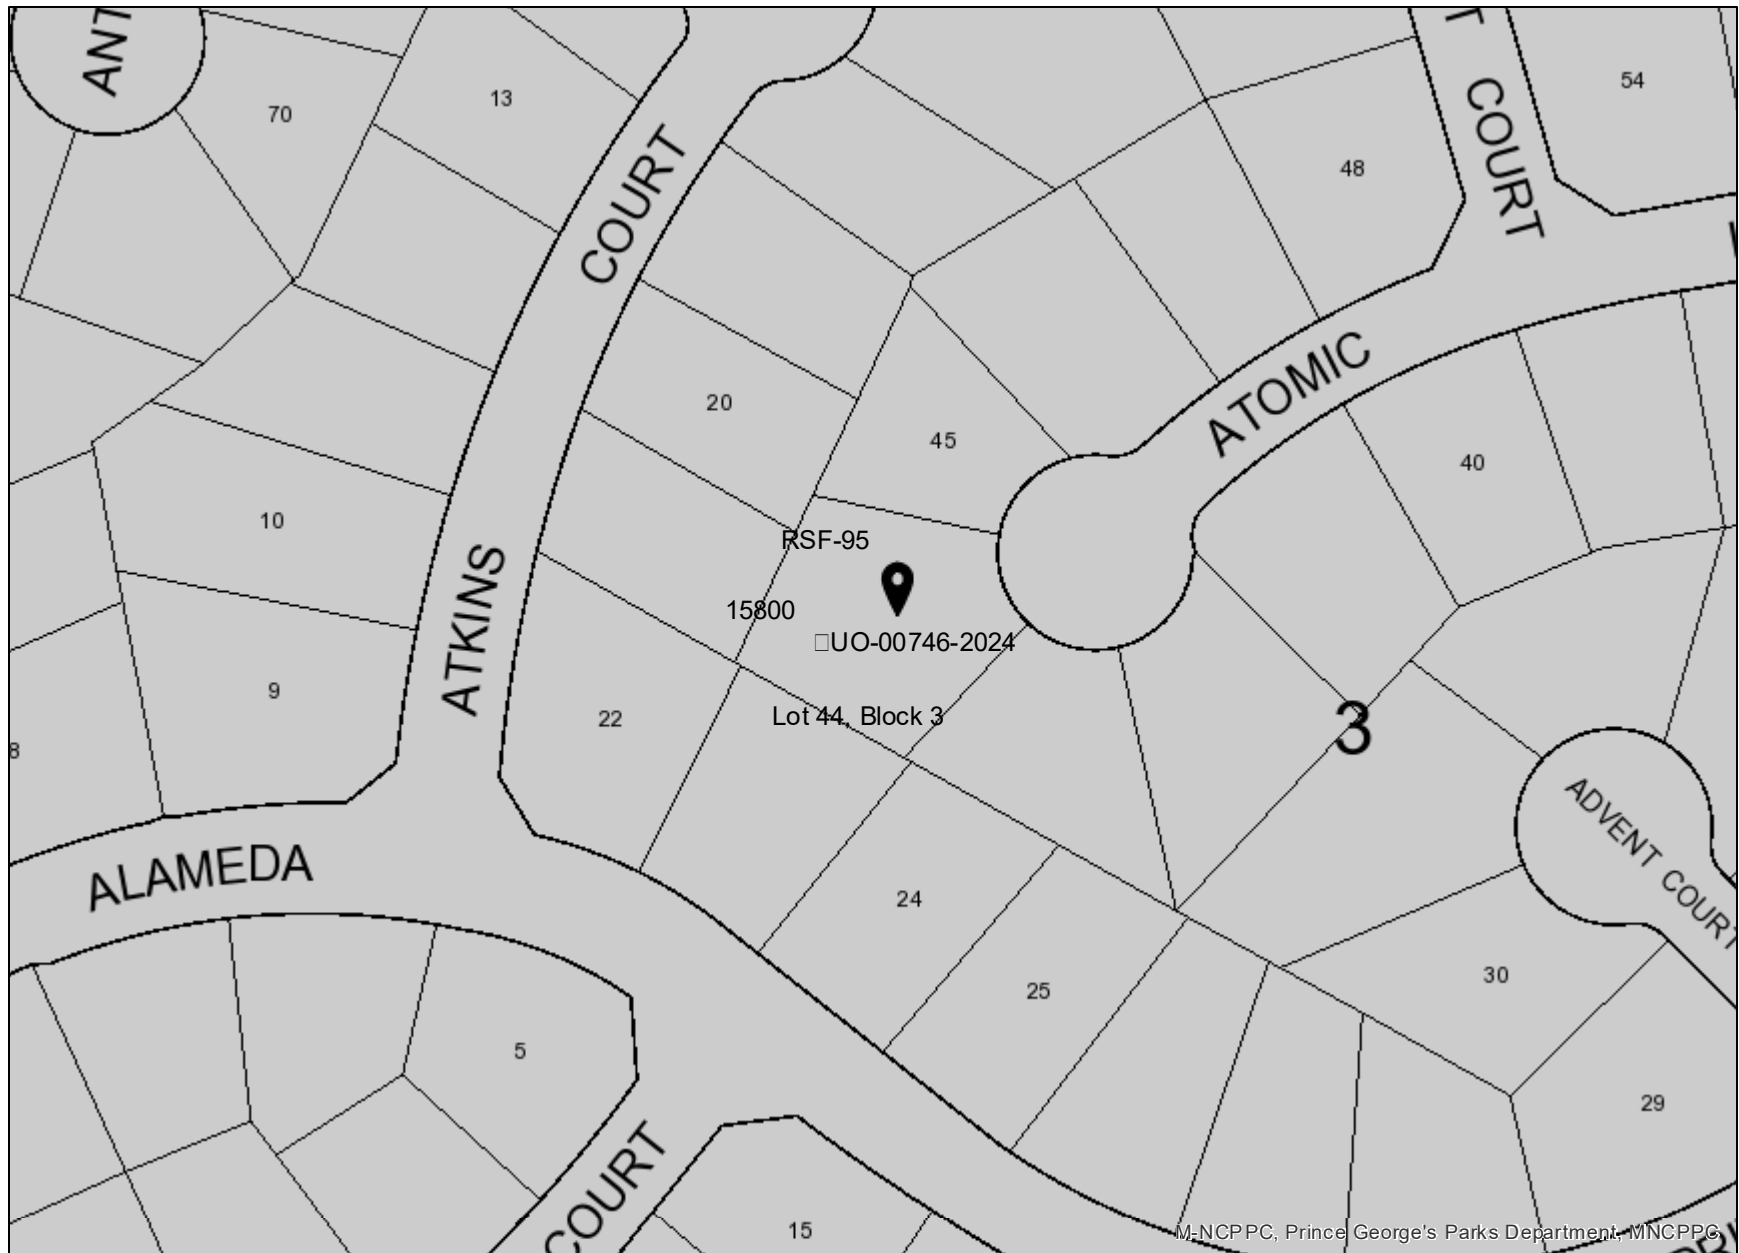 ANT
70
13
COURT
T
COURT
54
48
20
45
ATOMIC
40
10
RSF-95
15800
UO-00746-2024
ATKINS
9
22
Lot 44, Block 3
3
8
ALAMEDA
ADVENT COURT
24
25
30
5
29
COURT
15
M-NCPPC, Prince George's Parks Department, MNCPPC